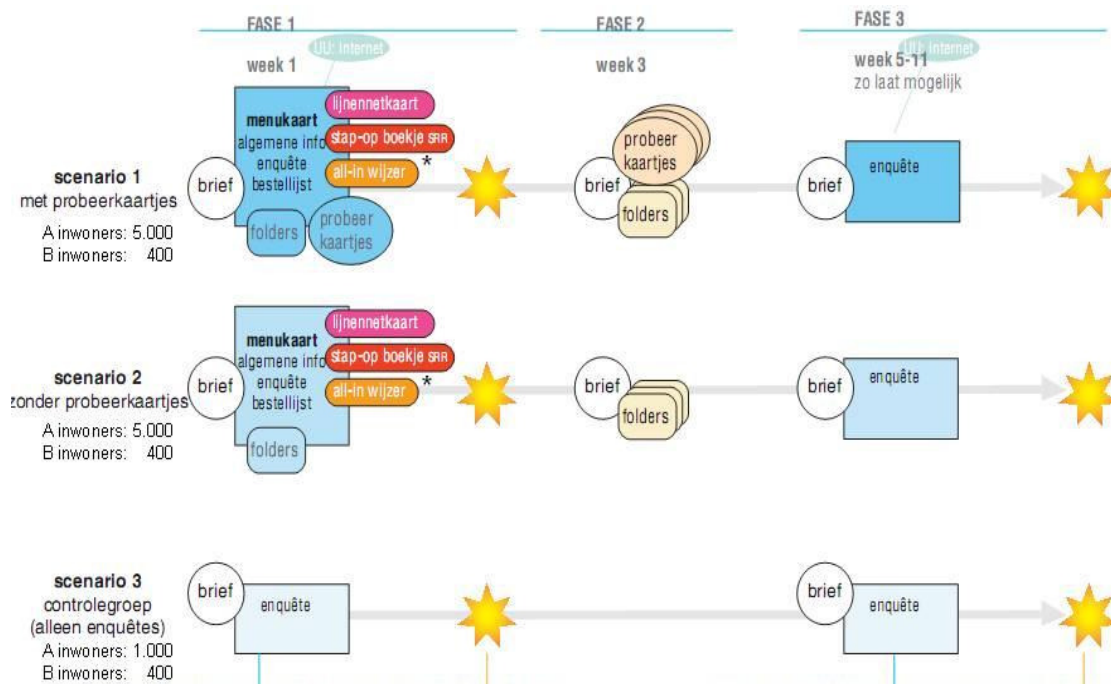 FASE 1
FASE 2
FASE 3
UU: Internet
UU: Internet
week 1
week 3
week 5-11
zo laat mogelijk
scenario 1
met probeerkaartjes
A inwoners: 5.000
B inwoners: 400
brief
menukaart
algemene info
enquête
bestellijst
lijnennetkaart
stap-op boekje SRR
all-in wijzer
*
folders
probeer
kaartjes
brief
probeer
kaartjes
folders
brief
enquête
scenario 2
zonder probeerkaartjes
A inwoners: 5.000
B inwoners: 400
brief
menukaart
algemene info
enquête
bestellijst
lijnennetkaart
stap-op boekje SRR
all-in wijzer
*
folders
brief
folders
brief
enquête
scenario 3
controlegroep
(alleen enquêtes)
A inwoners: 1.000
B inwoners: 400
brief
enquête
brief
enquête